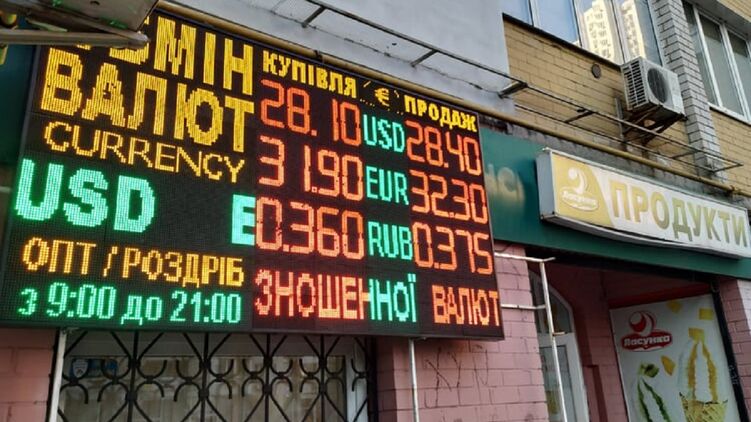 ОБМІН
ВАЛЮТ
CURRENCY
USD E
ОПТ / РОЗДРІБ
з 9:00 до 21:00
КУПІВЛЯ / € ПРОДАЖ
28.10 USD 28.40
31.90 EUR 32.30
0.360 RUB 0.375
ЗНОШЕННОЇ ВАЛЮТ
Ласунка
ПРОДУКТИ
Ласунка